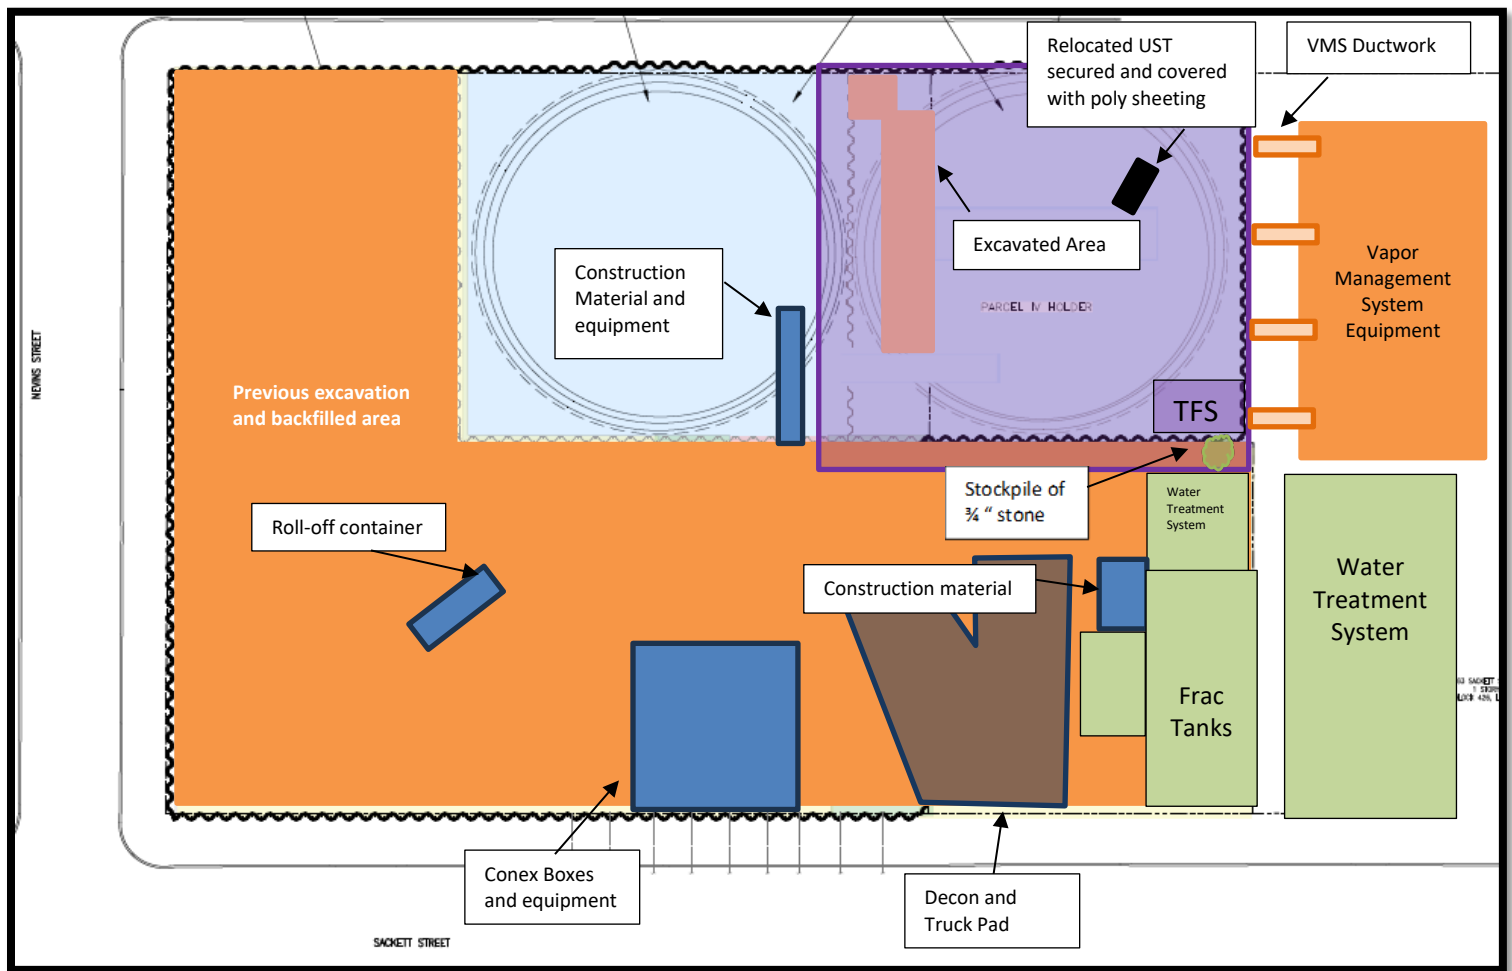 Relocated UST
secured and covered
with poly sheeting
VMS Ductwork
Excavated Area
Construction
Material and
equipment
Vapor
Management
System
Equipment
PARCEL IV HOLDER
NEVINS STREET
Previous excavation
and backfilled area
TFS
Stockpile of
¾ “ stone
Water
Treatment
System
Roll-off container
Construction material
Water
Treatment
System
Frac
Tanks
Conex Boxes
and equipment
Decon and
Truck Pad
SACKETT STREET
SACKETT